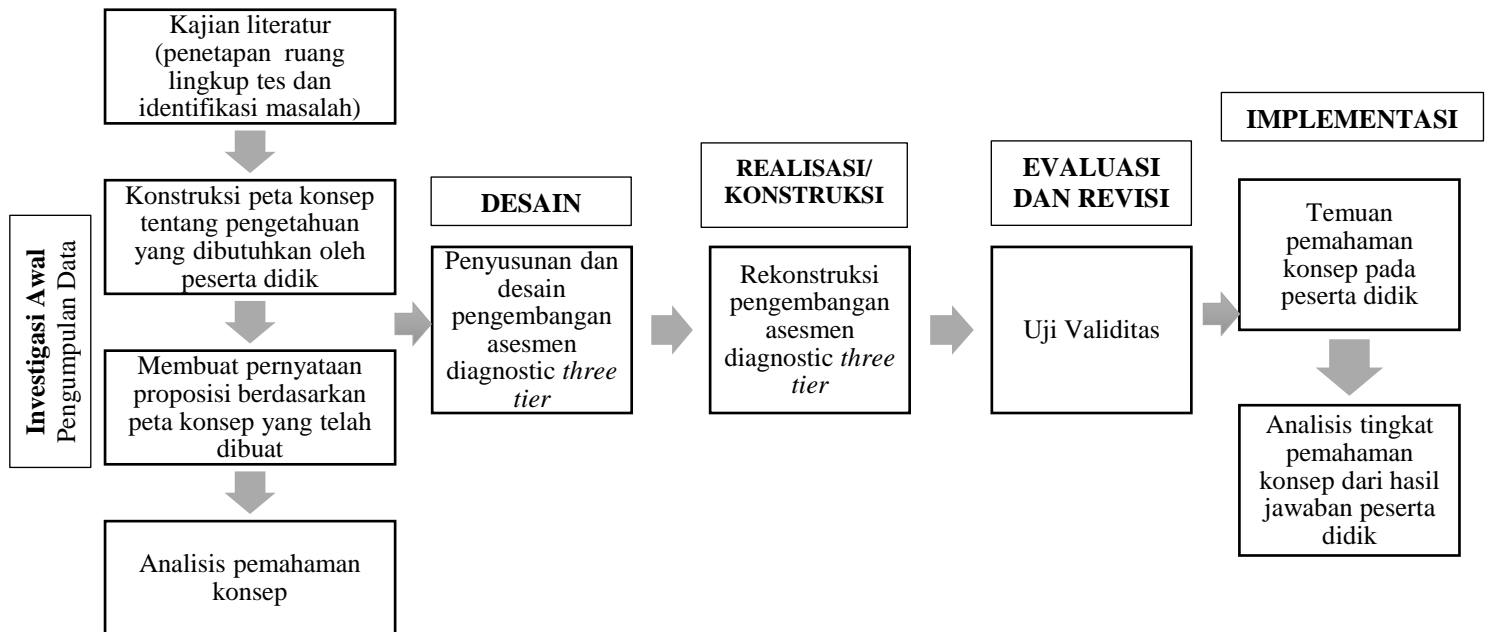 Investigasi Awal
Pengumpulan Data
Kajian literatur
(penetapan ruang
lingkup tes dan
identifikasi masalah)
Konstruksi peta konsep
tentang pengetahuan
yang dibutuhkan oleh
peserta didik
Membuat pernyataan
proposisi berdasarkan
peta konsep yang telah
dibuat
Analisis pemahaman
konsep
DESAIN
Penyusunan dan
desain
pengembangan
asesmen
diagnostic three
tier
REALISASI/
KONSTRUKSI
Rekonstruksi
pengembangan
asesmen
diagnostic three
tier
EVALUASI
DAN REVISI
Uji Validitas
IMPLEMENTASI
Temuan
pemahaman
konsep pada
peserta didik
Analisis tingkat
pemahaman
konsep dari hasil
jawaban peserta
didik